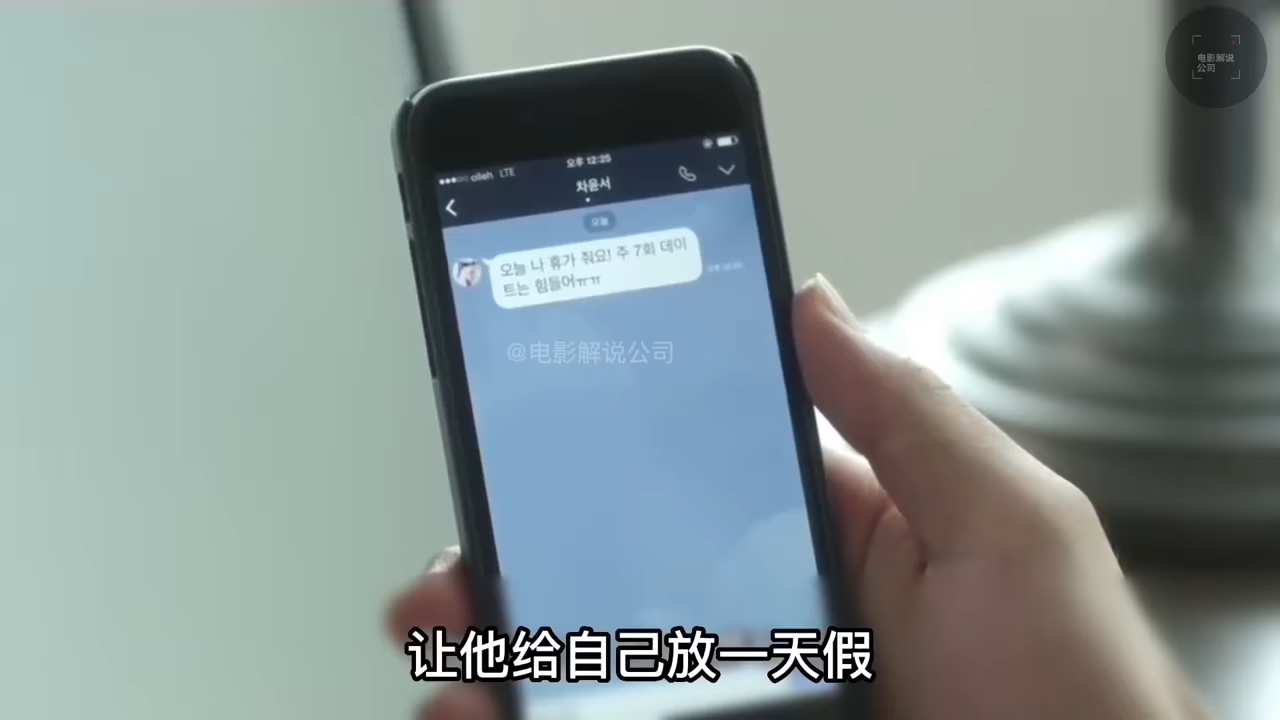 电影解说
公司
오후 12:25
olleh LTE
차윤서
오늘
오늘 나 휴가 줘요! 주 7회 데이
트는 힘들어ㅠㅠ
@电影解说公司
让他给自己放一天假